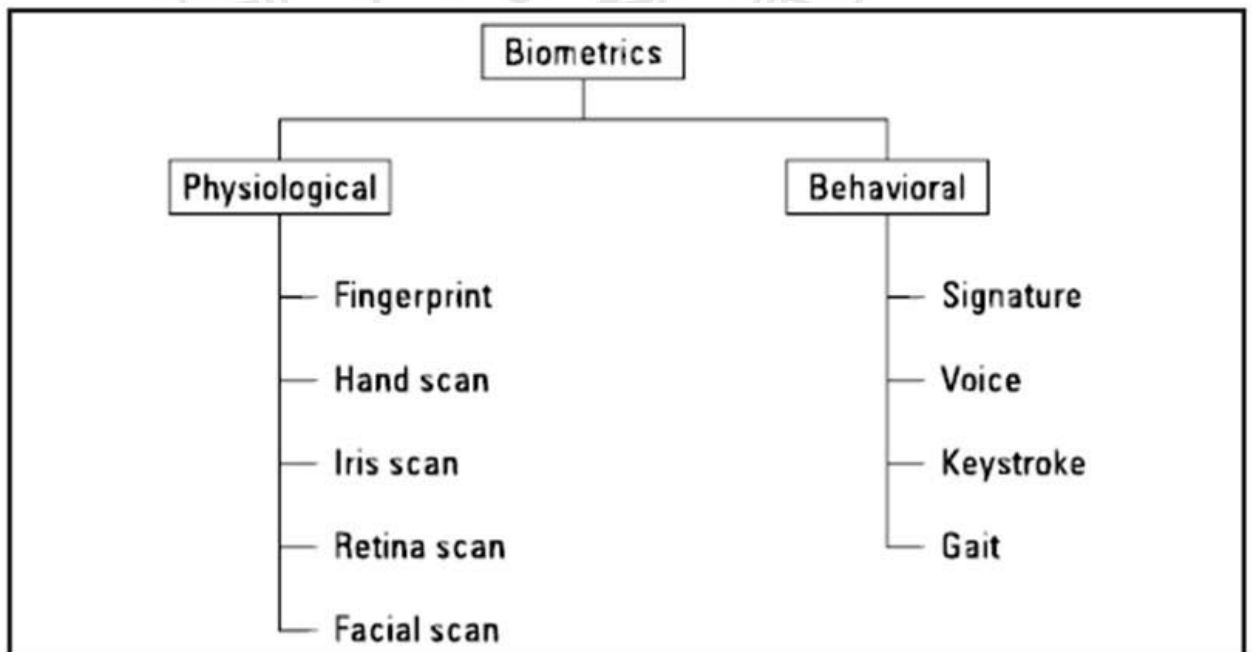 Biometrics
Physiological
Behavioral
Fingerprint
Hand scan
Iris scan
Retina scan
Facial scan
Signature
Voice
Keystroke
Gait